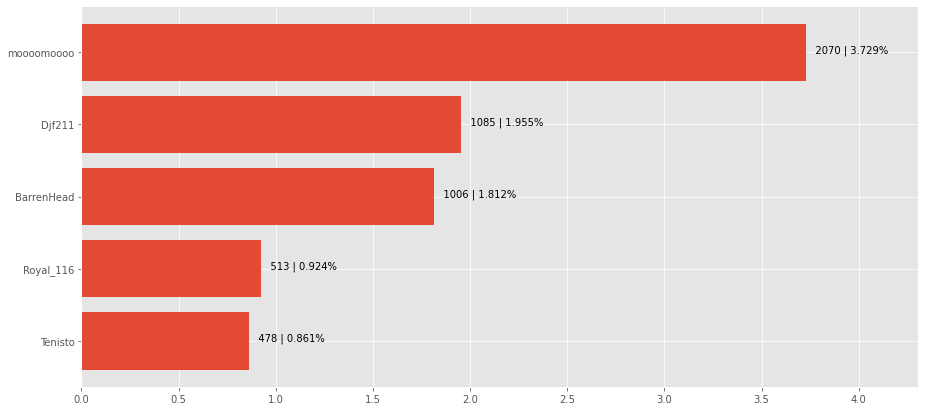 moooomoooo
2070 | 3.729%
Djf211
1085 | 1.955%
BarrenHead
1006 | 1.812%
Royal_116
513 | 0.924%
Tenisto
478 | 0.861%
0.0 0.5 1.0 1.5 2.0 2.5 3.0 3.5 4.0